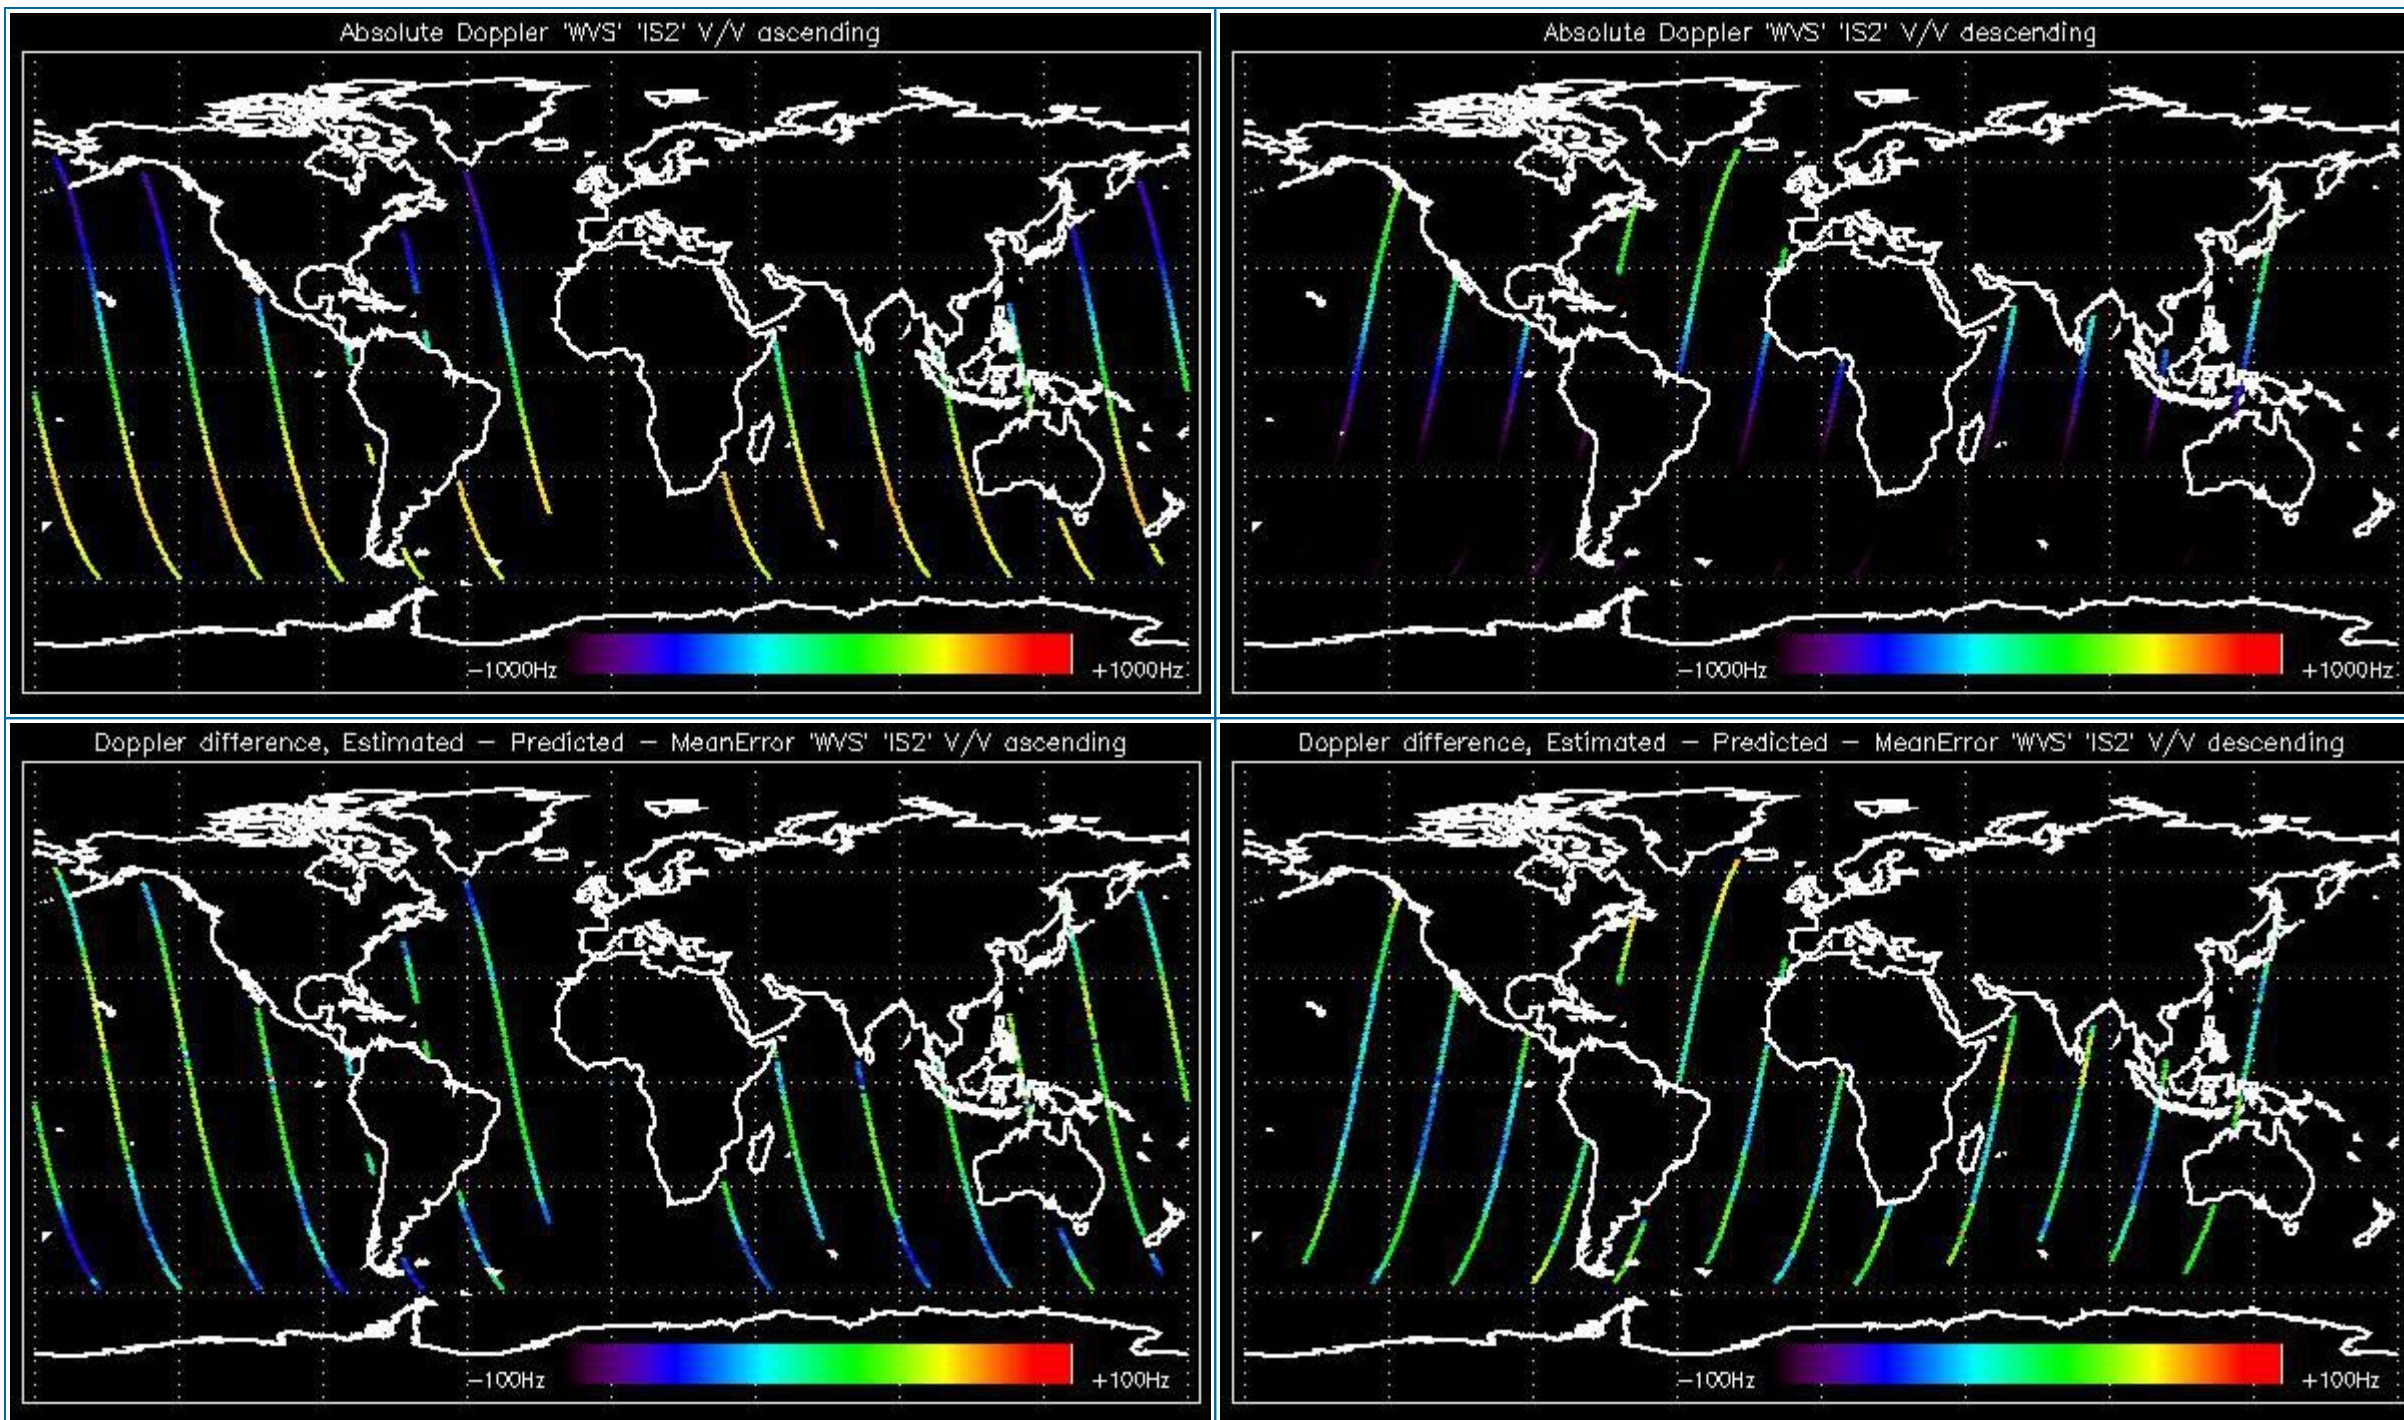 Absolute Doppler 'WVS' 'IS2' V/V ascending
-1000Hz +1000Hz
Absolute Doppler 'WVS' 'IS2' V/V descending
-1000Hz +1000Hz
Doppler difference, Estimated - Predicted - MeanError 'WVS' 'IS2' V/V ascending
-100Hz +100Hz
Doppler difference, Estimated - Predicted - MeanError 'WVS' 'IS2' V/V descending
-100Hz +100Hz